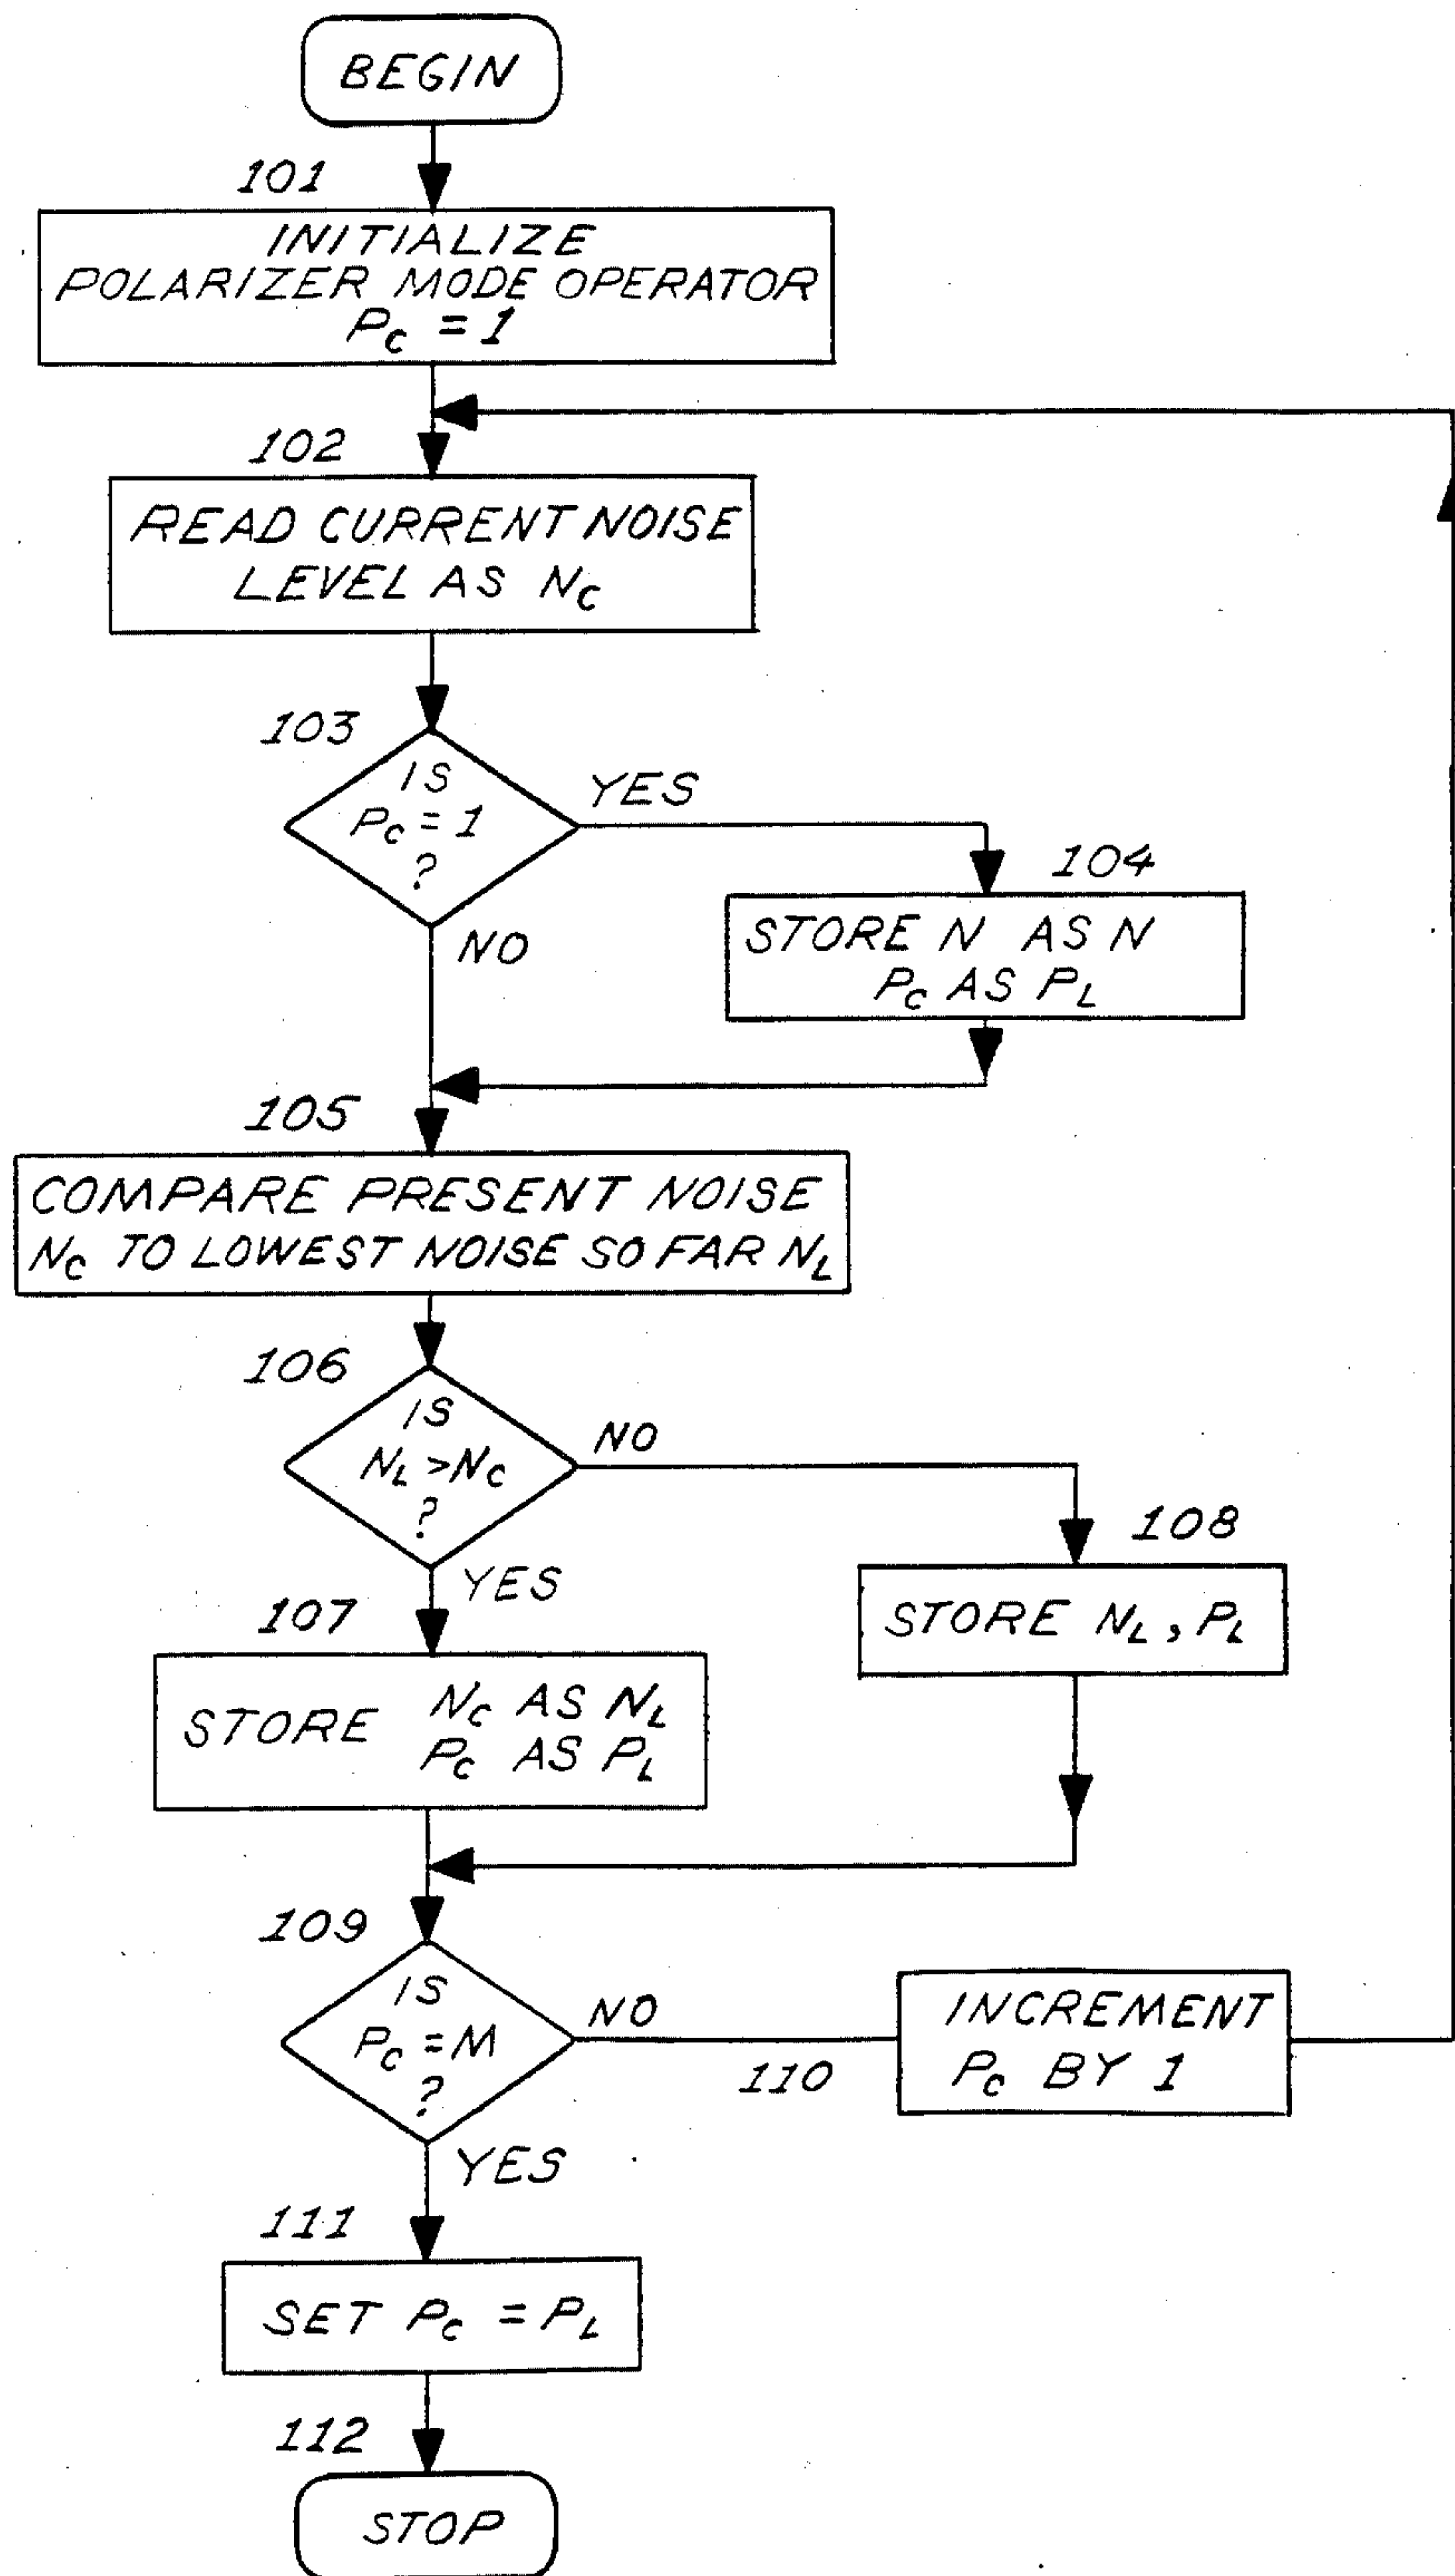 BEGIN
101
INITIALIZE
POLARIZER MODE OPERATOR
Pc = 1
102
READ CURRENT NOISE
LEVEL AS Nc
103
IS
Pc = 1
?
YES
NO
104
STORE N AS N
Pc AS PL
105
COMPARE PRESENT NOISE
Nc TO LOWEST NOISE SO FAR NL
106
IS
NL >Nc
?
NO
YES
108
STORE NL, PL
107
STORE Nc AS NL
Pc AS PL
109
IS
Pc =M
?
NO
110
INCREMENT
Pc BY 1
YES
111
SET Pc = PL
112
STOP